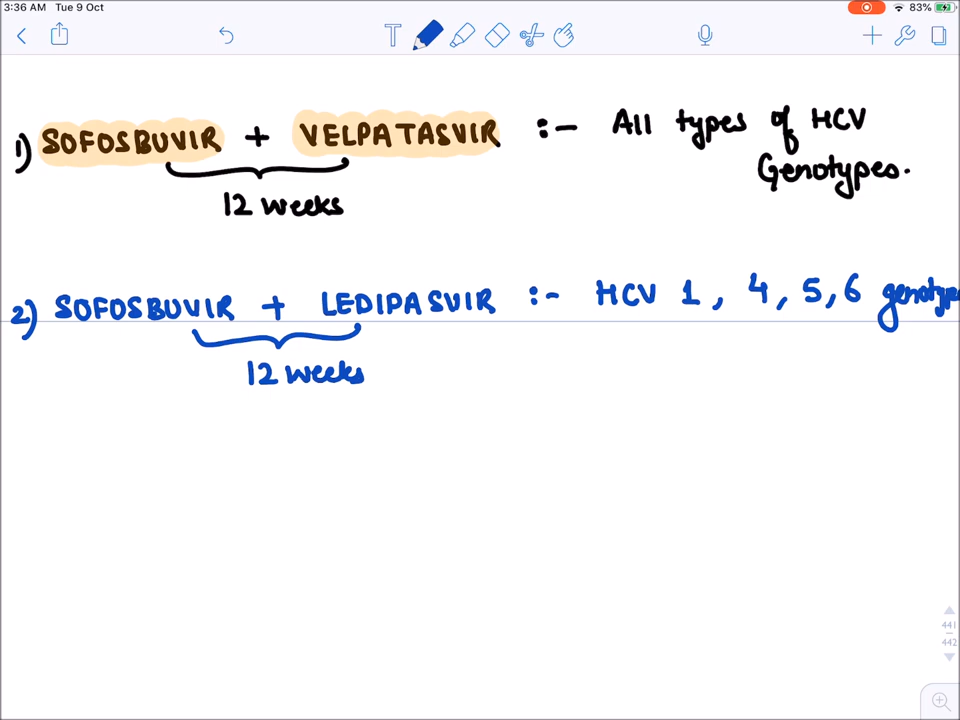 3:36 AM Tue 9 Oct
83%
T
1) SOFOSBUVIR + VELPATASVIR :- All types of HCV
Genotypes.
12 weeks
2) SOFOSBUVIR + LEDIPASVIR :- HCV 1, 4, 5, 6 genotype
12 weeks
441
442